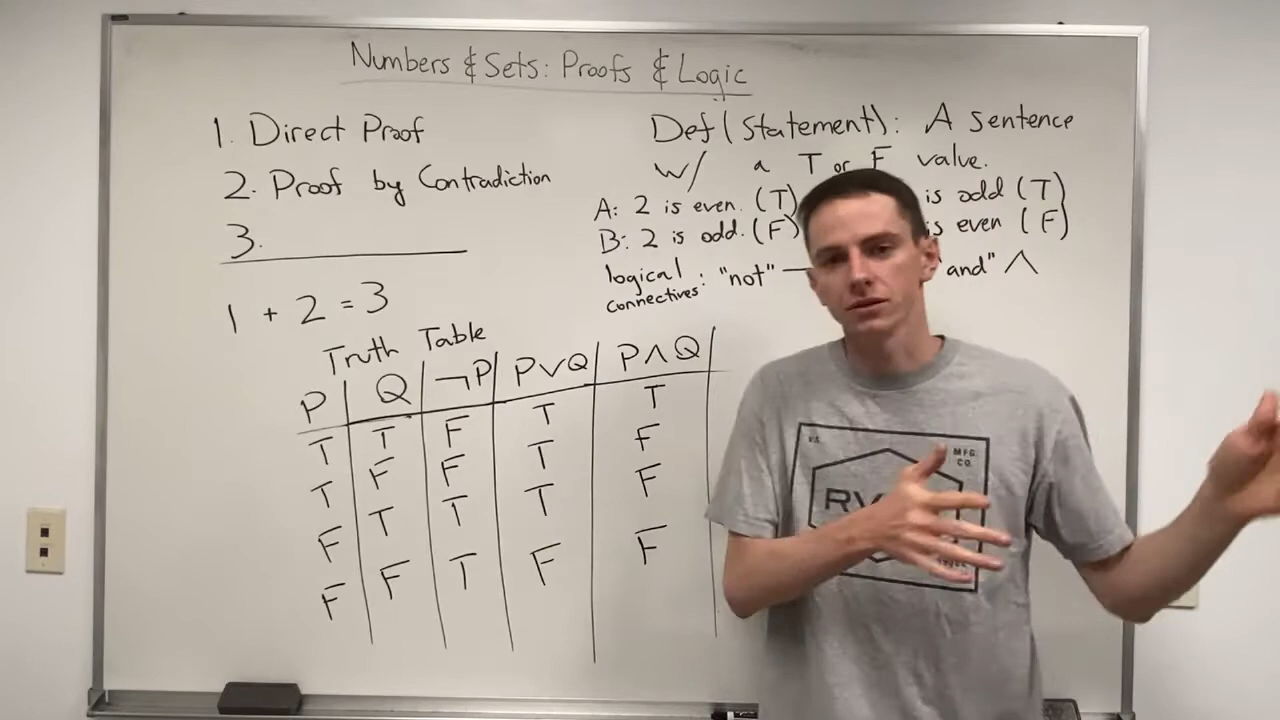 Numbers & Sets: Proofs & Logic
1. Direct Proof
2. Proof by Contradiction
3.
1 + 2 = 3
Def (Statement): A sentence
w/ a T or F value.
A: 2 is even. (T) is odd (T)
B: 2 is odd. (F) is even (F)
logical connectives: "not" "and" ∧
Truth Table
P Q ¬P P∨Q P∧Q
T T F T T
T F F T F
F T T T F
F F T F F
U.S. MFG.
CO.
RV